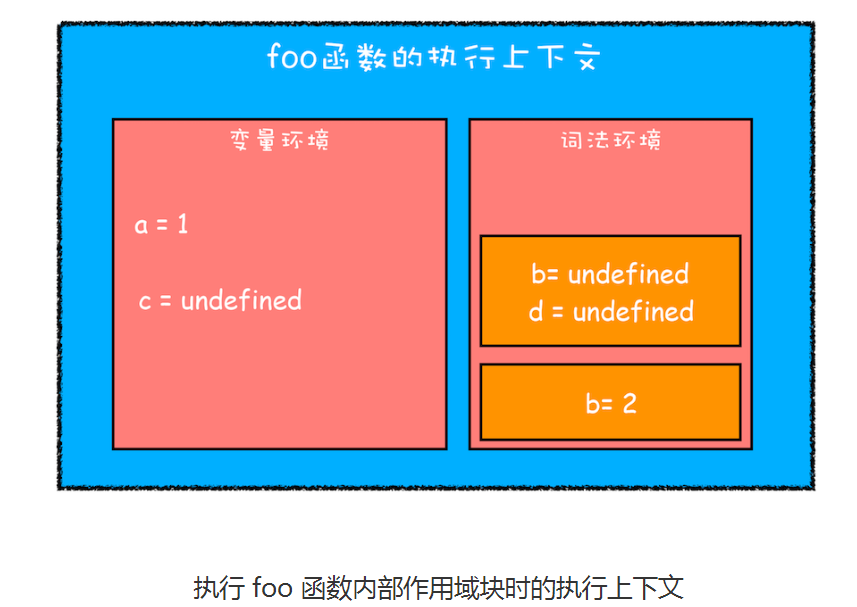 foo函数的执行上下文
变量环境
a = 1
c = undefined
词法环境
b= undefined
d = undefined
b= 2
执行 foo 函数内部作用域块时的执行上下文